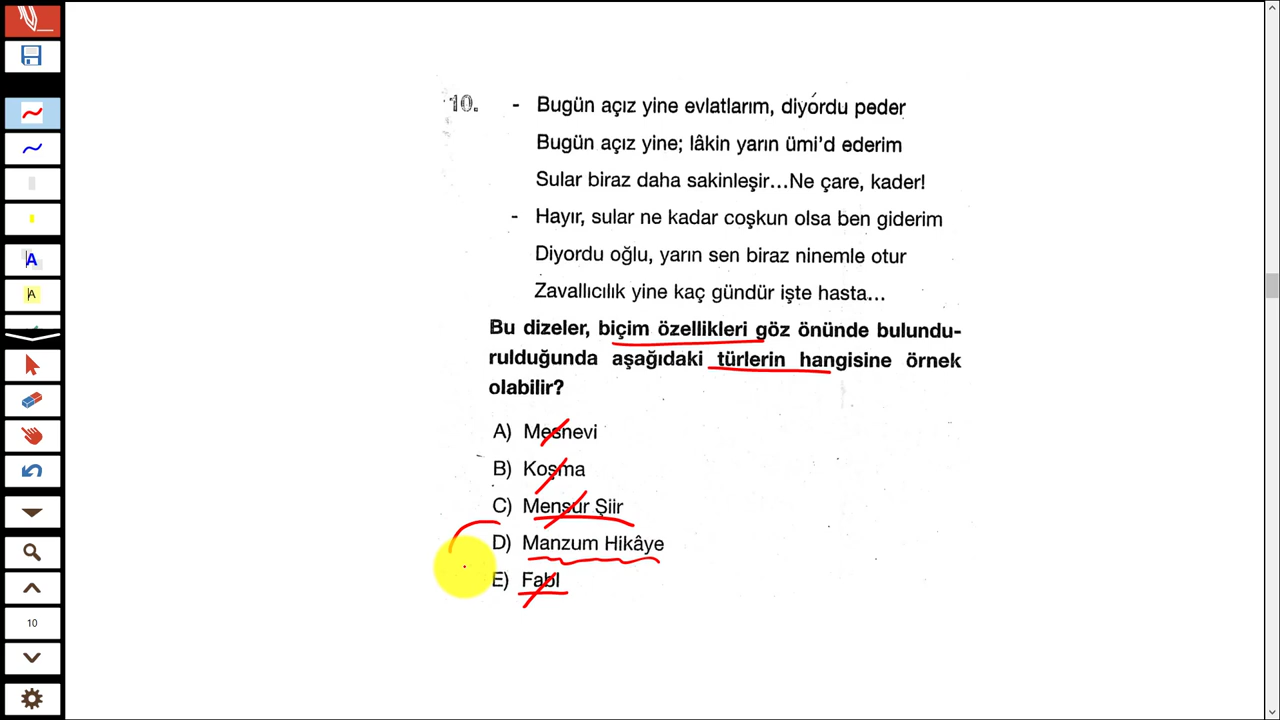 10. - Bugün açız yine evlatlarım, diyordu peder
Bugün açız yine; lâkin yarın ümi’d ederim
Sular biraz daha sakinleşir...Ne çare, kader!
- Hayır, sular ne kadar coşkun olsa ben giderim
Diyordu oğlu, yarın sen biraz ninemle otur
Zavallıcılık yine kaç gündür işte hasta...
Bu dizeler, biçim özellikleri göz önünde bulundu-
rulduğunda aşağıdaki türlerin hangisine örnek
olabilir?
A) Mesnevi
B) Koşma
C) Mensur Şiir
D) Manzum Hikâye
E) Fabl
A
A
10